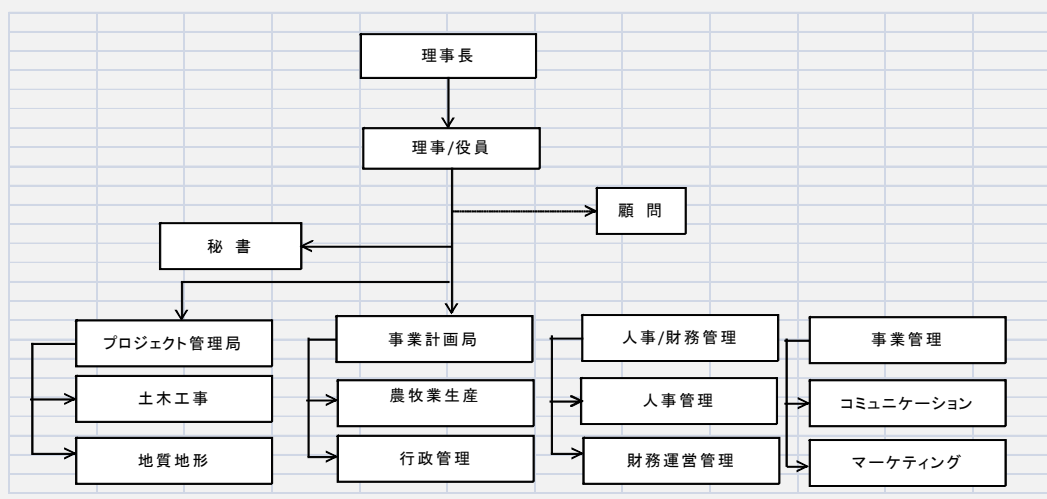 理事長
理事/役員
顧 問
秘 書
プロジェクト管理局
事業計画局
人事/財務管理
事業管理
土木工事
農牧業生産
人事管理
コミュニケーション
地質地形
行政管理
財務運営管理
マーケティング